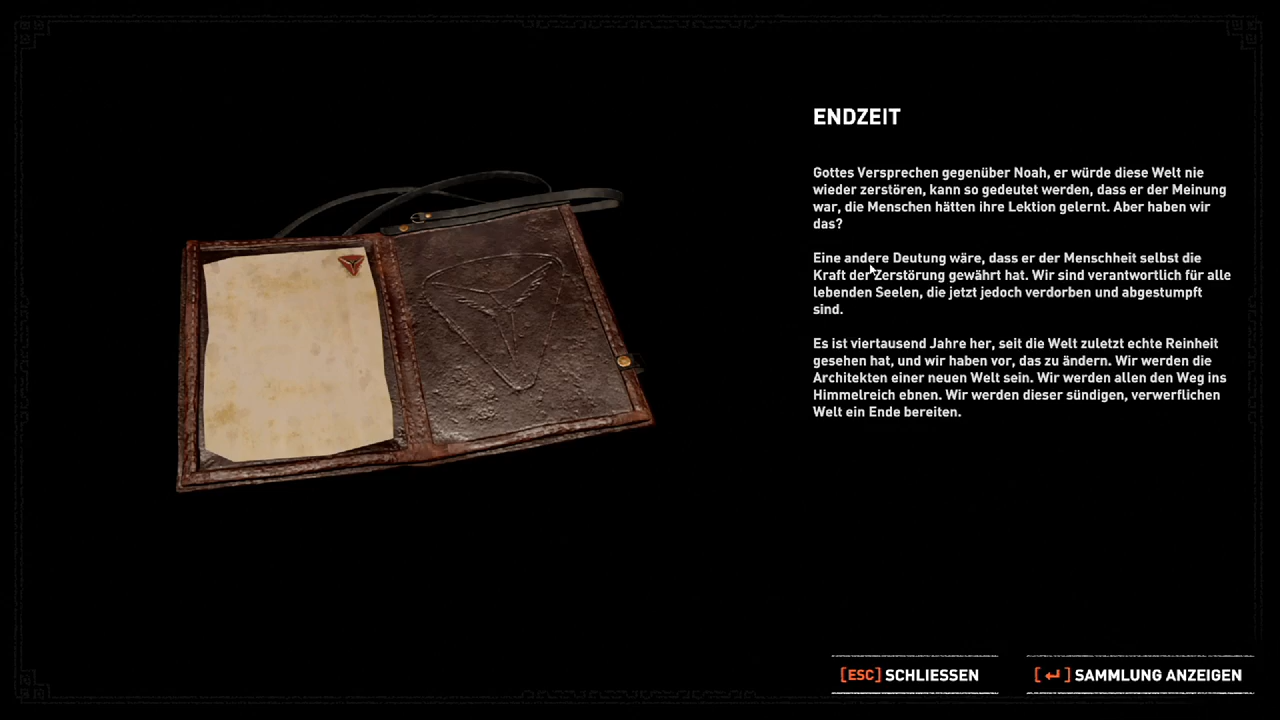 ENDZEIT
Gottes Versprechen gegenüber Noah, er würde diese Welt nie
wieder zerstören, kann so gedeutet werden, dass er der Meinung
war, die Menschen hätten ihre Lektion gelernt. Aber haben wir
das?
Eine andere Deutung wäre, dass er der Menschheit selbst die
Kraft der Zerstörung gewährt hat. Wir sind verantwortlich für alle
lebenden Seelen, die jetzt jedoch verdorben und abgestumpft
sind.
Es ist viertausend Jahre her, seit die Welt zuletzt echte Reinheit
gesehen hat, und wir haben vor, das zu ändern. Wir werden die
Architekten einer neuen Welt sein. Wir werden allen den Weg ins
Himmelreich ebnen. Wir werden dieser sündigen, verwerflichen
Welt ein Ende bereiten.
[ESC] SCHLIESSEN
[↵] SAMMLUNG ANZEIGEN